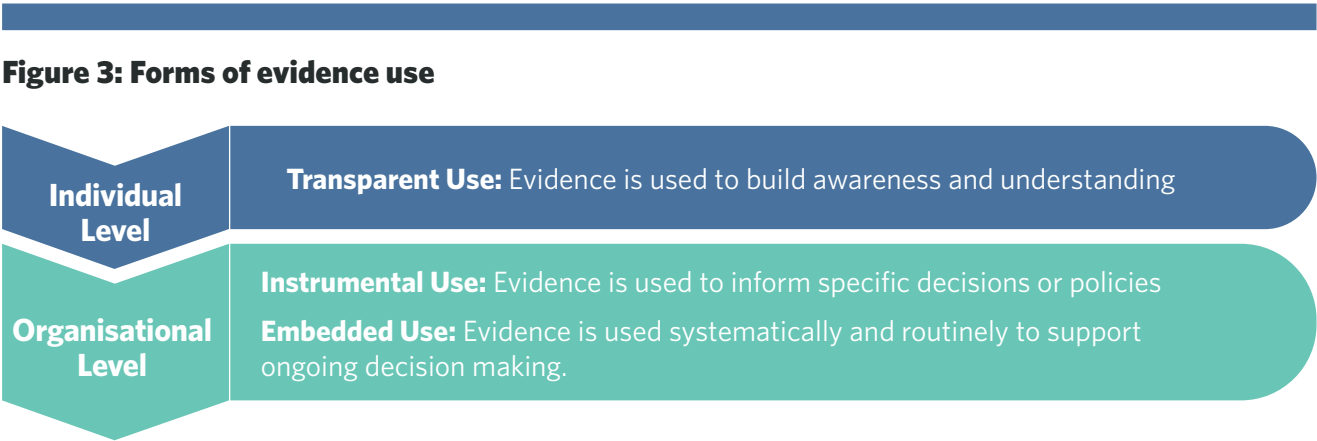 Figure 3: Forms of evidence use
Individual
Level
Transparent Use: Evidence is used to build awareness and understanding
Organisational
Level
Instrumental Use: Evidence is used to inform specific decisions or policies
Embedded Use: Evidence is used systematically and routinely to support
ongoing decision making.